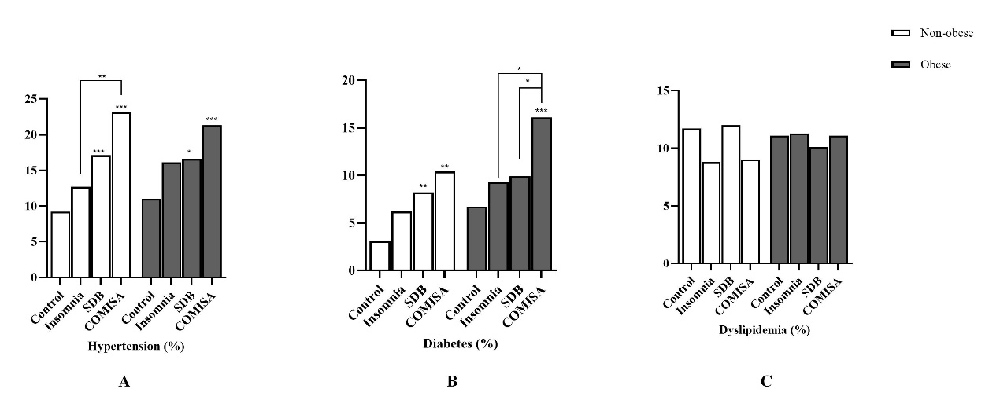 Non-obese
Obese
25
20
15
10
5
0
**
***
***
*
***
Control
Insomnia
SDB
COMISA
Control
Insomnia
SDB
COMISA
Hypertension (%)
A
20
15
10
5
0
*
*
***
**
**
Control
Insomnia
SDB
COMISA
Control
Insomnia
SDB
COMISA
Diabetes (%)
B
15
10
5
0
Control
Insomnia
SDB
COMISA
Control
Insomnia
SDB
COMISA
Dyslipidemia (%)
C